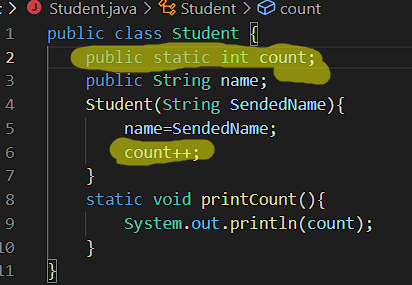 Student.java > Student > count
1 public class Student {
2 public static int count;
3 public String name;
4 Student(String SendedName){
5 name=SendedName;
6 count++;
7 }
8 static void printCount(){
9 System.out.println(count);
10 }
11 }